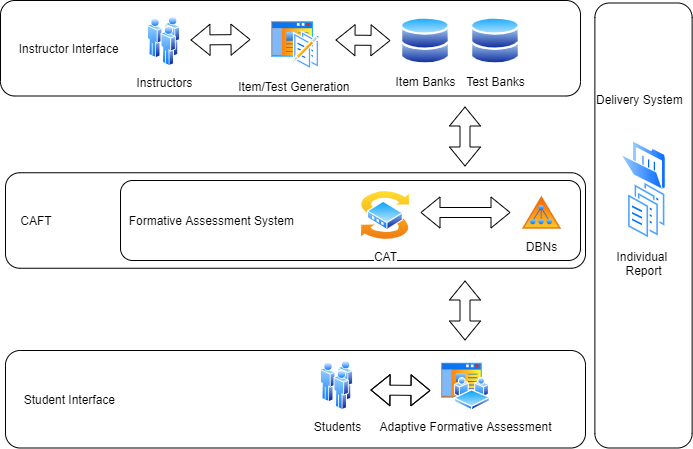 Instructor Interface
Instructors
Item/Test Generation
Item Banks
Test Banks
Delivery System
Individual
Report
CAFT
Formative Assessment System
CAT
DBNs
Student Interface
Students
Adaptive Formative Assessment